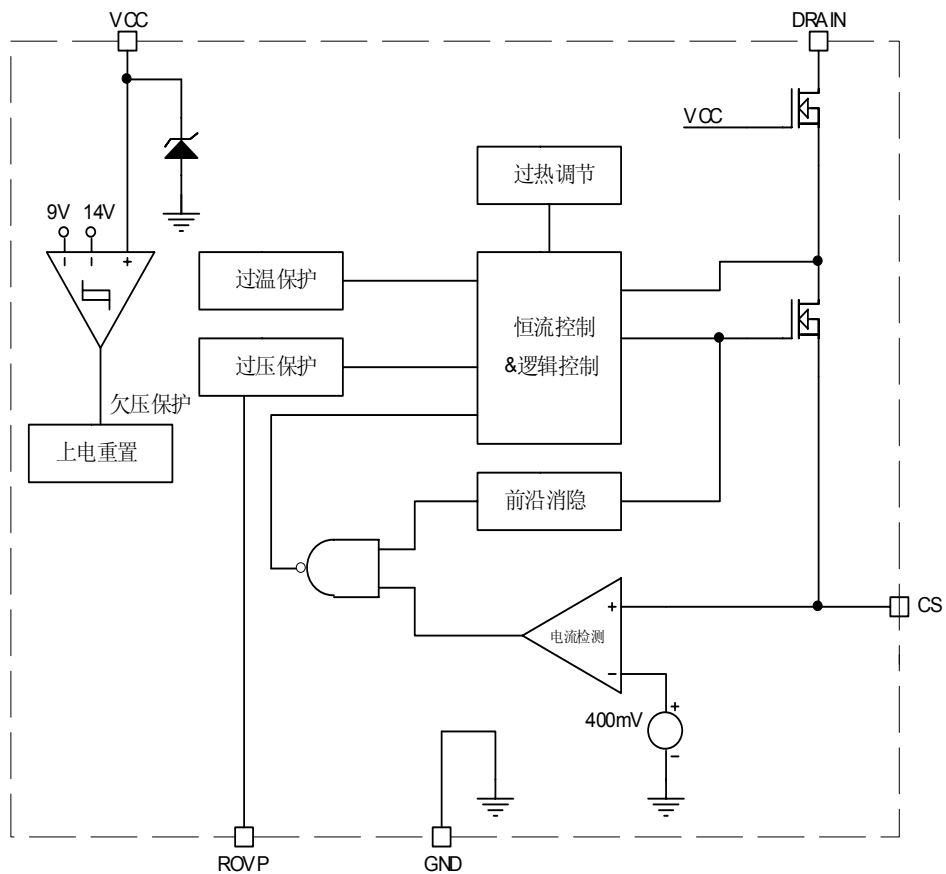 VCC
DRAIN
VCC
过热调节
9V
14V
过温保护
恒流控制
&逻辑控制
过压保护
欠压保护
上电重置
前沿消隐
电流检测
CS
400mV
ROVP
GND